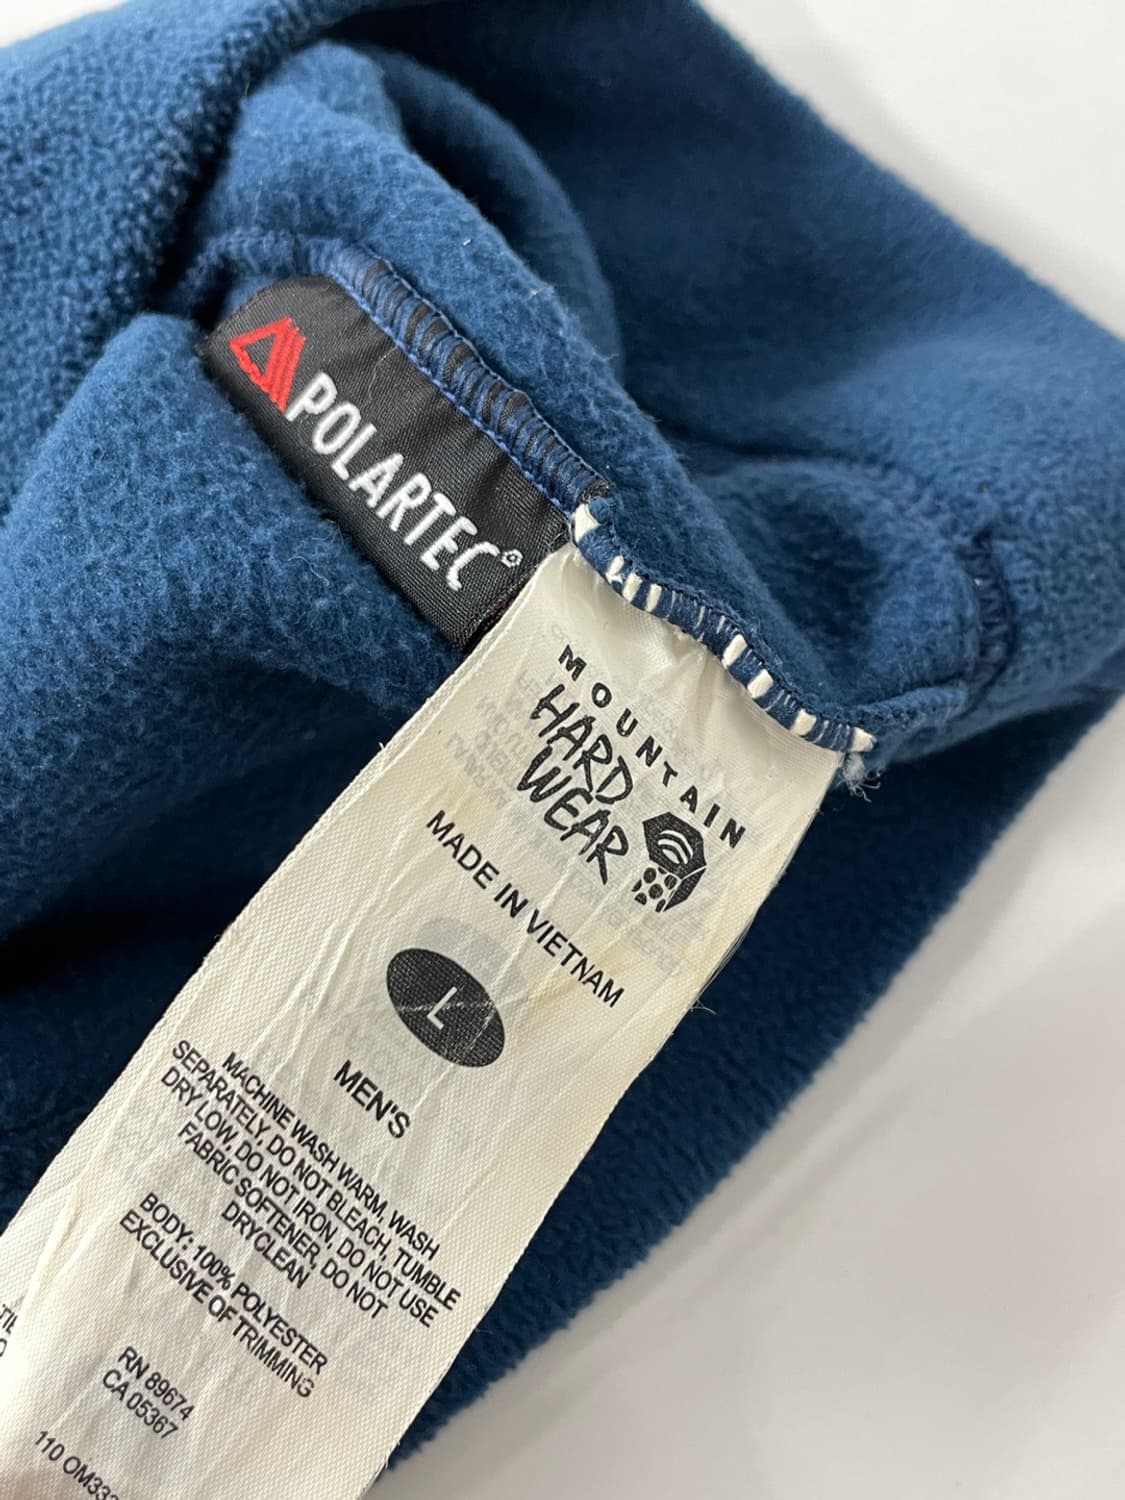 POLARTEC®
MOUNTAIN
HARD
WEAR
MADE IN VIETNAM
L
MEN'S
MACHINE WASH WARM, WASH
SEPARATELY, DO NOT BLEACH, TUMBLE
DRY LOW, DO NOT IRON, DO NOT USE
FABRIC SOFTENER, DO NOT
DRYCLEAN
BODY: 100% POLYESTER
EXCLUSIVE OF TRIMMING
RN 89674
CA 05367
110 OM333